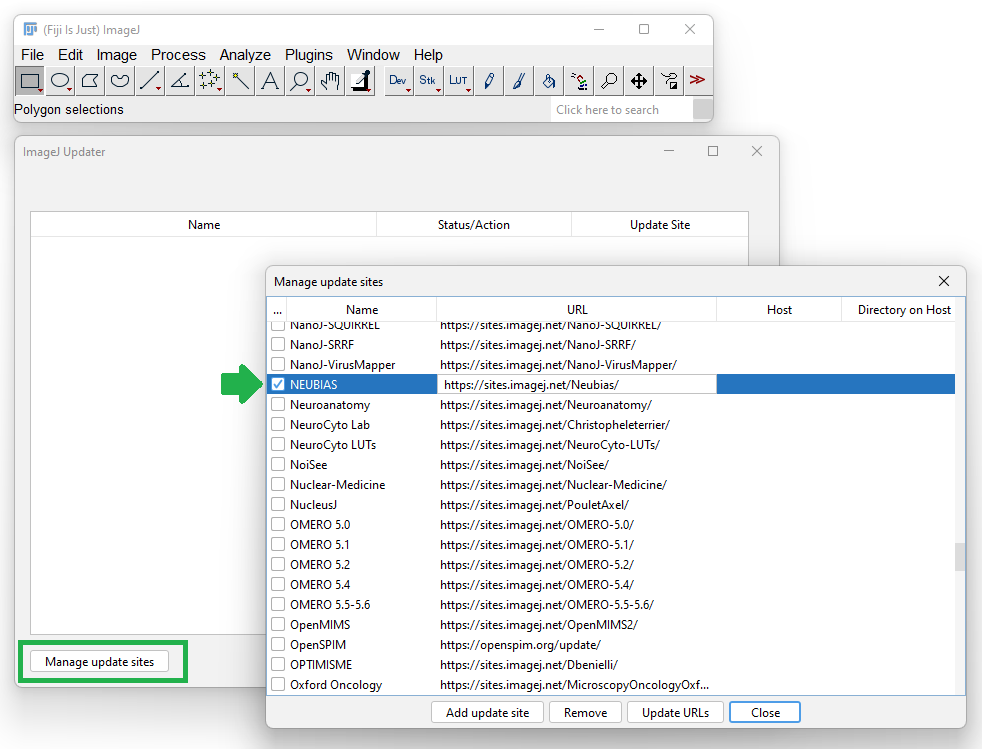 (Fiji Is Just) ImageJ
File Edit Image Process Analyze Plugins Window Help
Dev Stk LUT
Polygon selections
Click here to search
ImageJ Updater
Name Status/Action Update Site
Manage update sites
... Name URL Host Directory on Host
NanoJ-SQUIRREL https://sites.imagej.net/NanoJ-SQUIRREL/
NanoJ-SRRF https://sites.imagej.net/NanoJ-SRRF/
NanoJ-VirusMapper https://sites.imagej.net/NanoJ-VirusMapper/
NEUBIAS https://sites.imagej.net/Neubias/
Neuroanatomy https://sites.imagej.net/Neuroanatomy/
NeuroCyto Lab https://sites.imagej.net/Christopheleterrier/
NeuroCyto LUTs https://sites.imagej.net/NeuroCyto-LUTs/
NoiSee https://sites.imagej.net/NoiSee/
Nuclear-Medicine https://sites.imagej.net/Nuclear-Medicine/
NucleusJ https://sites.imagej.net/PouletAxel/
OMERO 5.0 https://sites.imagej.net/OMERO-5.0/
OMERO 5.1 https://sites.imagej.net/OMERO-5.1/
OMERO 5.2 https://sites.imagej.net/OMERO-5.2/
OMERO 5.4 https://sites.imagej.net/OMERO-5.4/
OMERO 5.5-5.6 https://sites.imagej.net/OMERO-5.5-5.6/
OpenMIMS https://sites.imagej.net/OpenMIMS2/
OpenSPIM https://openspim.org/update/
OPTIMISME https://sites.imagej.net/Dbenielli/
Oxford Oncology https://sites.imagej.net/MicroscopyOncologyOxf...
Add update site Remove Update URLs Close
Manage update sites